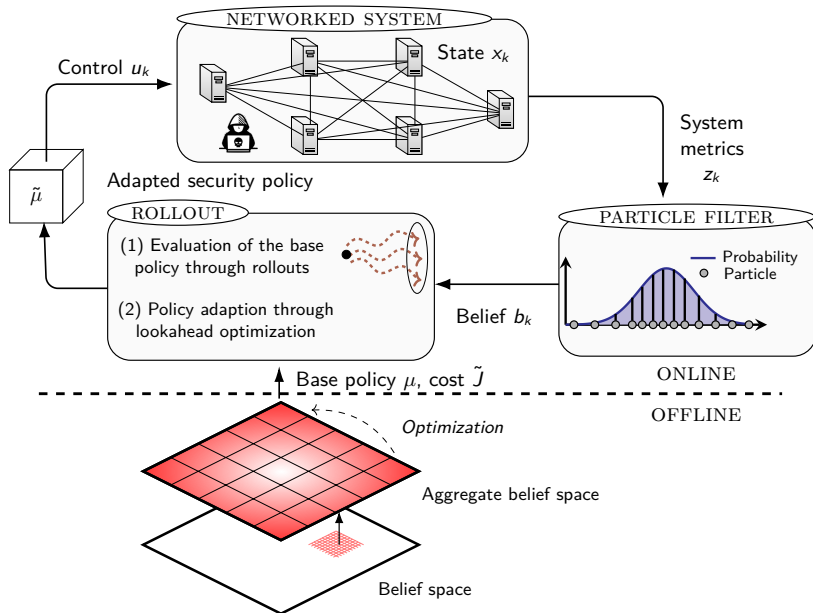 NETWORKED SYSTEM
State x_k
Control u_k
System
metrics
z_k
μ̃
Adapted security policy
ROLLOUT
(1) Evaluation of the base
policy through rollouts
(2) Policy adaption through
lookahead optimization
PARTICLE FILTER
Probability
Particle
Belief b_k
Base policy μ, cost J̃
ONLINE
OFFLINE
Optimization
Aggregate belief space
Belief space